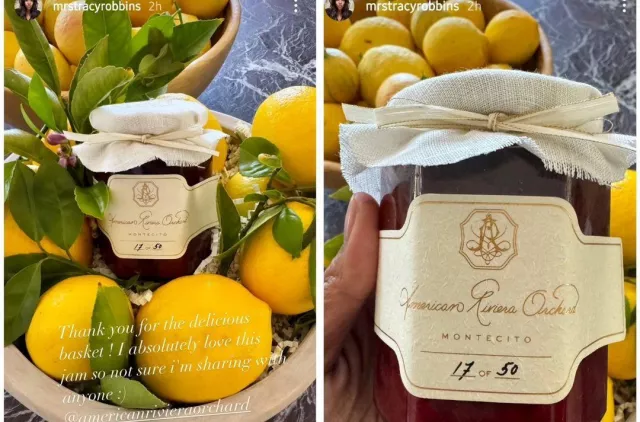 mrstracyrobbins 2h
American Riviera Orchard
MONTECITO
17 OF 50
Thank you for the delicious
basket ! I absolutely love this
jam so not sure i'm sharing with
anyone :)
@americanrivieraorchard
mrstracyrobbins 2h
American Riviera Orchard
MONTECITO
17 OF 50